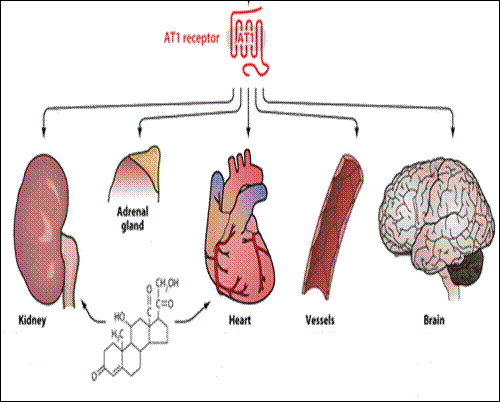 AT1 receptor
AT1
Adrenal
gland
Kidney
Heart
Vessels
Brain
CH₂OH
C=O
HO
C=O
H₃C
O